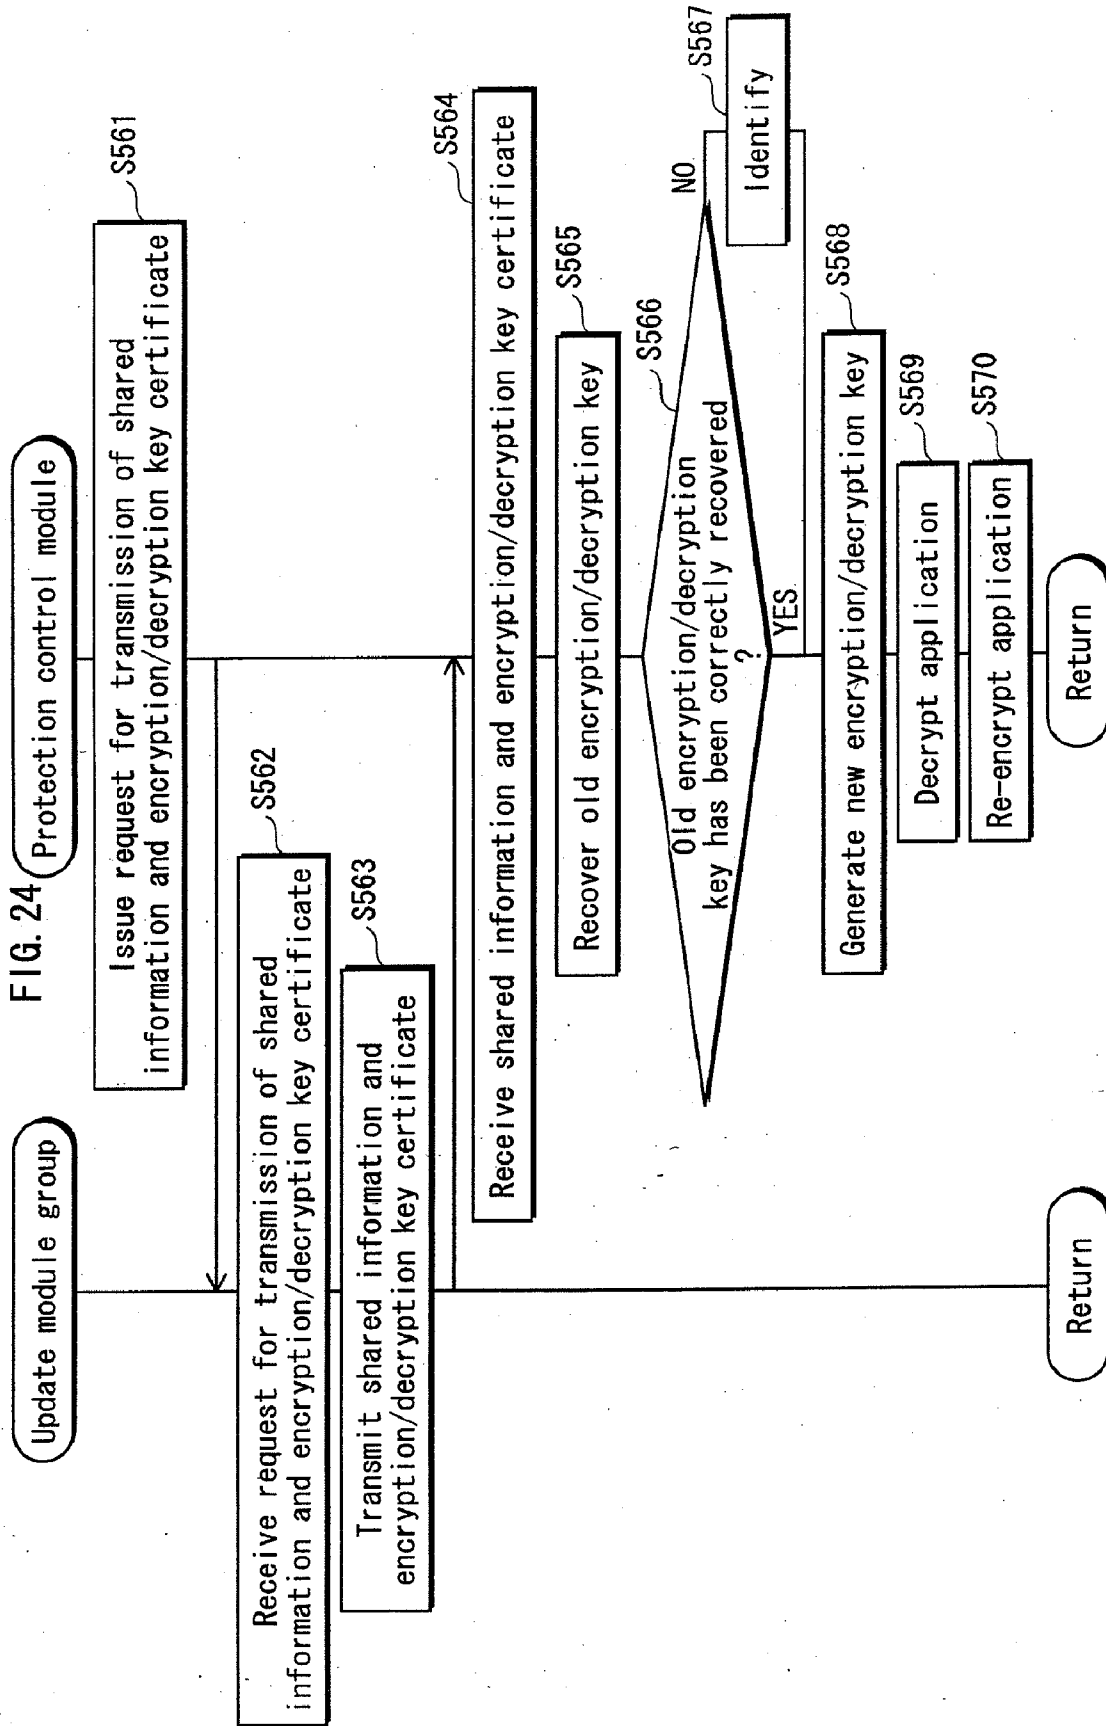 FIG. 24
Update module group
Protection control module
S561
Issue request for transmission of shared
information and encryption/decryption key certificate
S562
Receive request for transmission of shared
information and encryption/decryption key certificate
S563
Transmit shared information and
encryption/decryption key certificate
S564
Receive shared information and encryption/decryption key certificate
S565
Recover old encryption/decryption key
S566
Old encryption/decryption
key has been correctly recovered
?
NO
S567
Identify
YES
S568
Generate new encryption/decryption key
S569
Decrypt application
S570
Re-encrypt application
Return
Return